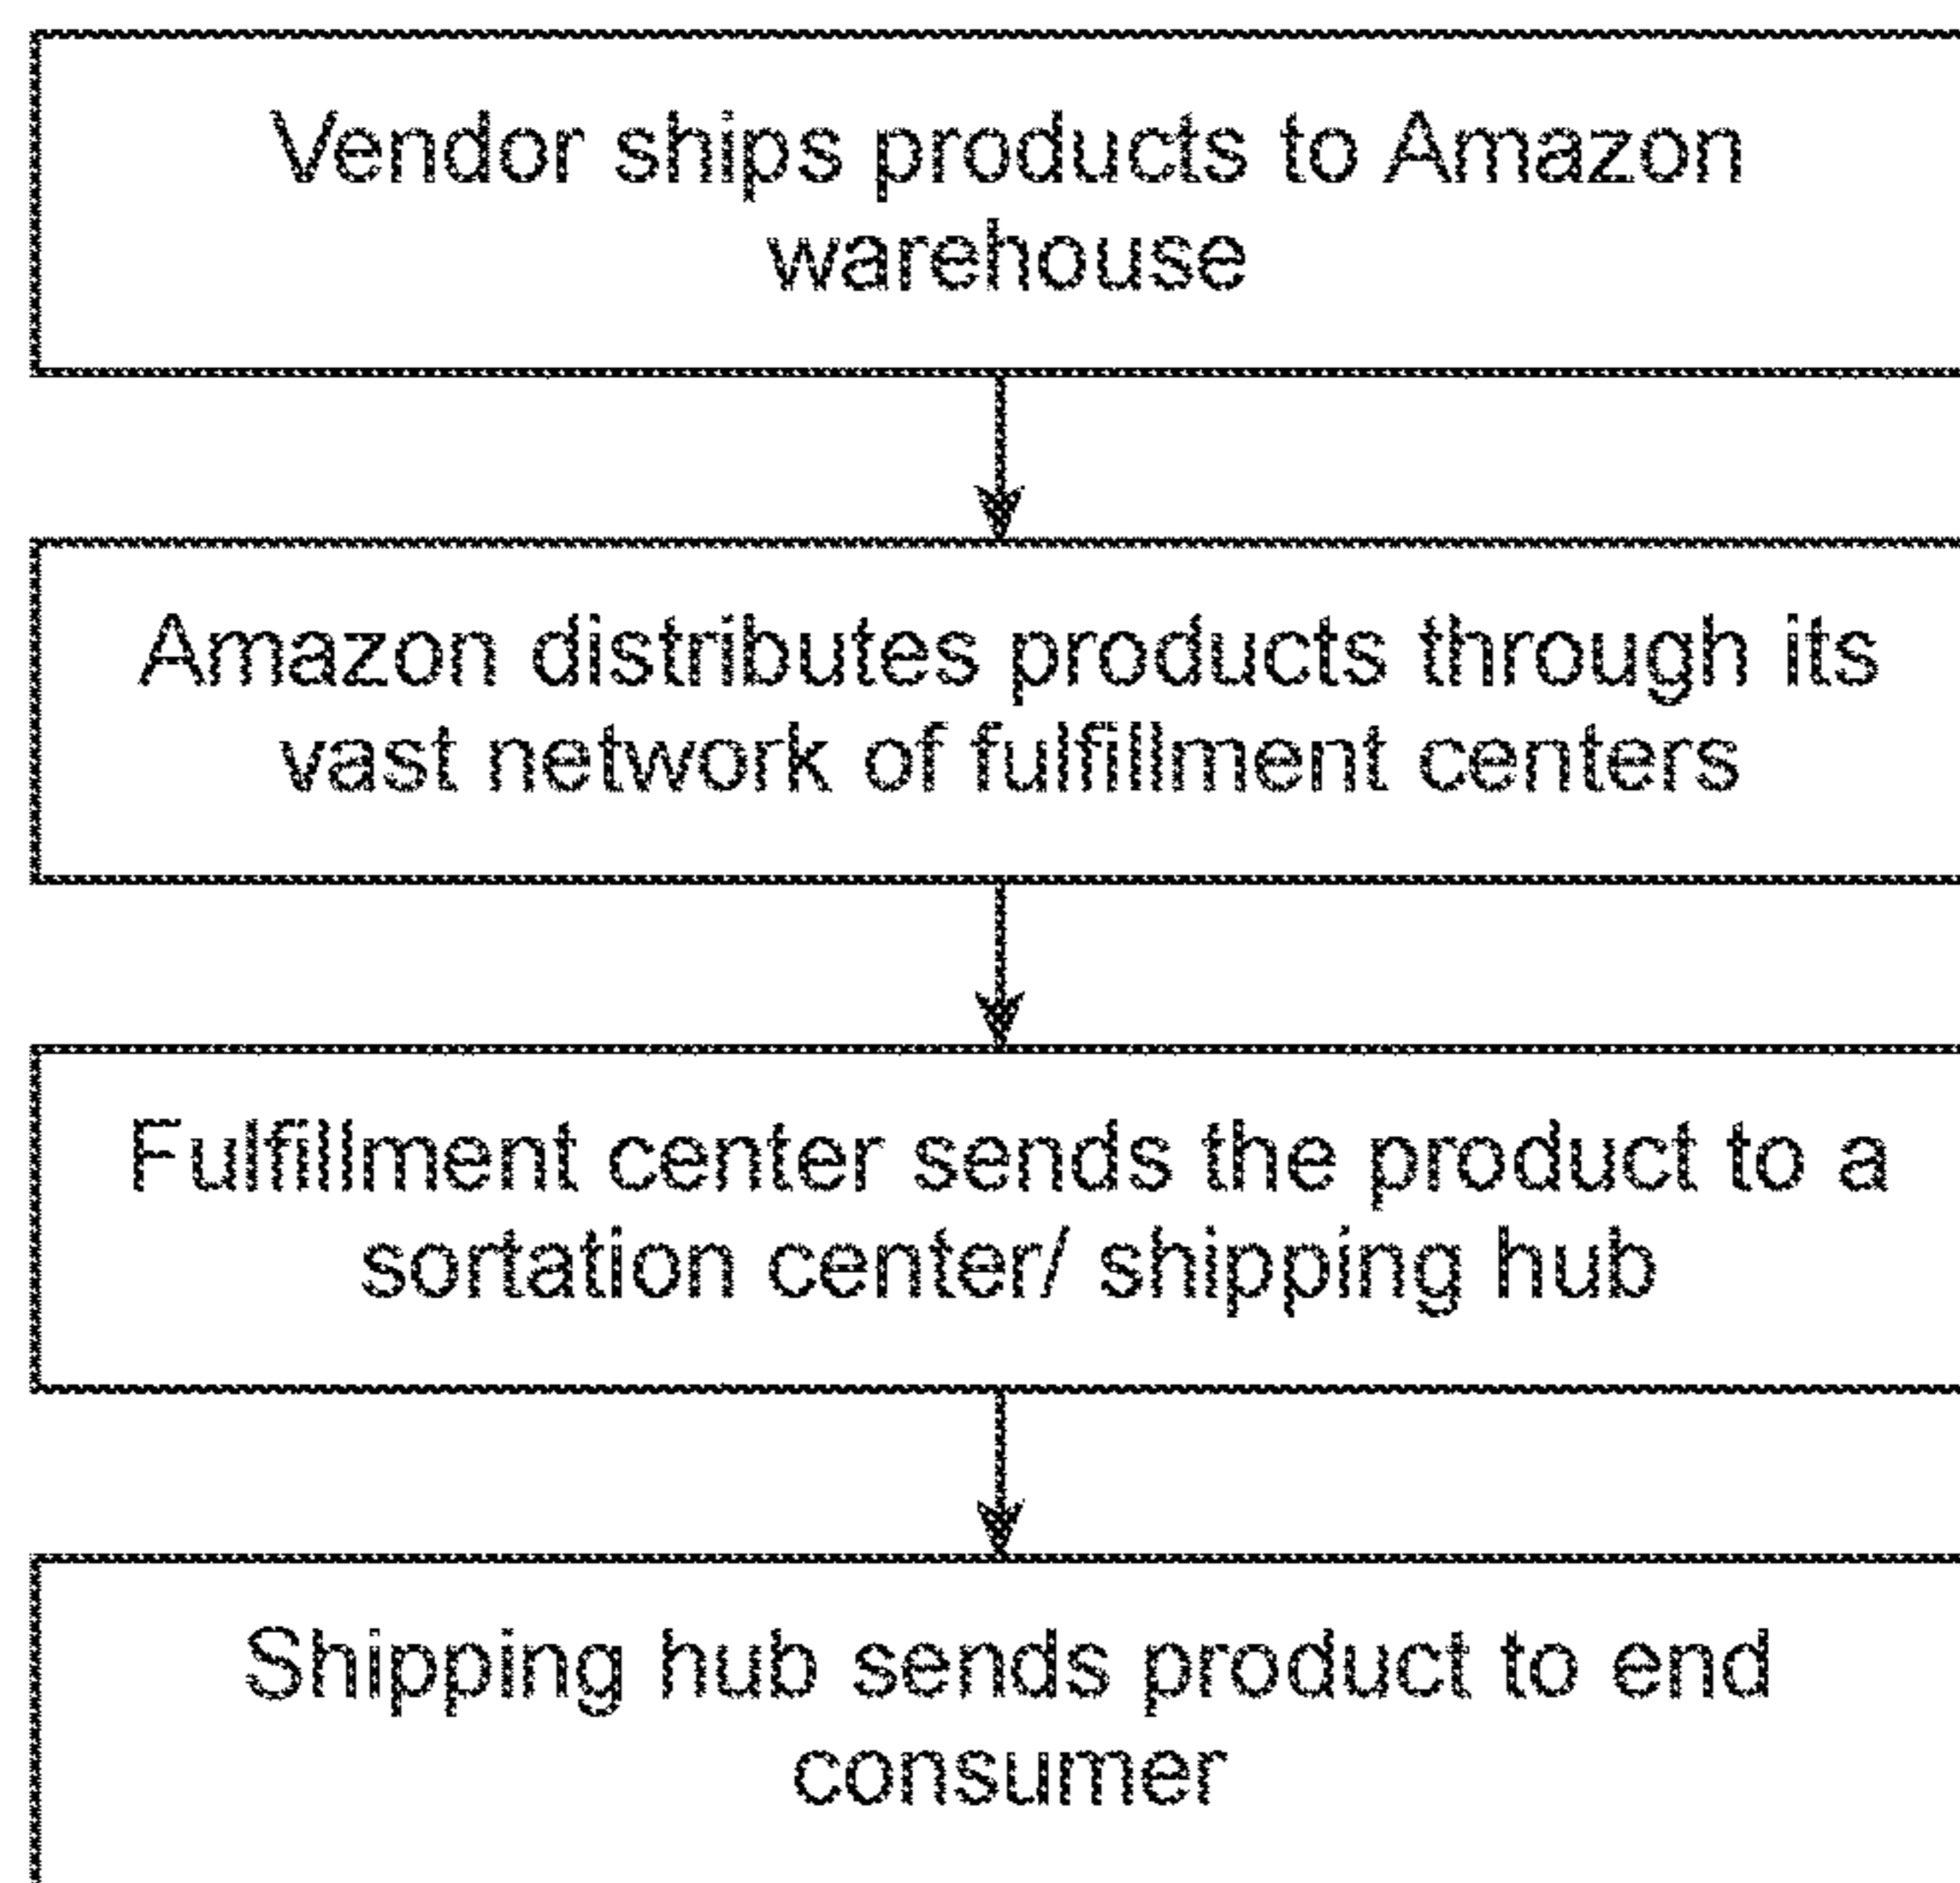 Vendor ships products to Amazon
warehouse
Amazon distributes products through its
vast network of fulfillment centers
Fulfillment center sends the product to a
sortation center/ shipping hub
Shipping hub sends product to end
consumer